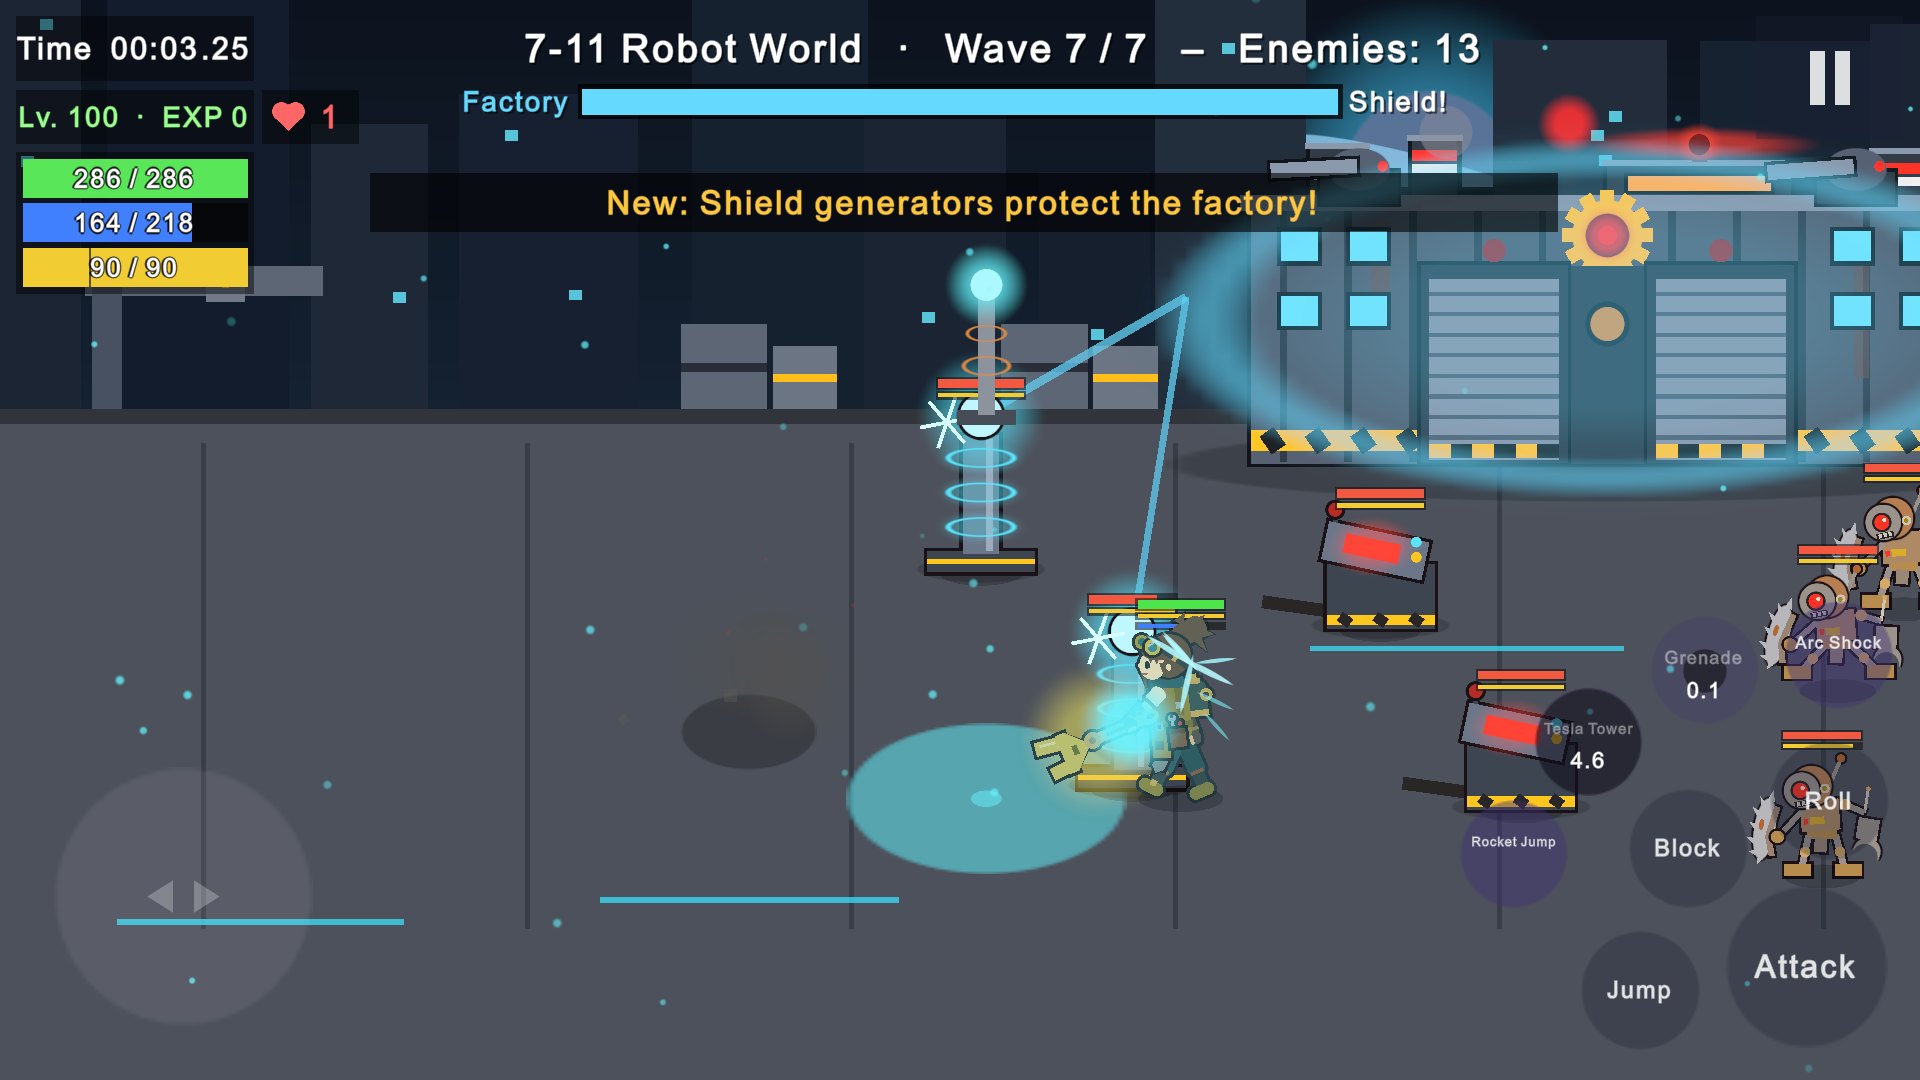 Time 00:03.25
7-11 Robot World · Wave 7 / 7 – Enemies: 13
Lv. 100 · EXP 0
1
Factory
Shield!
286 / 286
164 / 218
90 / 90
New: Shield generators protect the factory!
Arc Shock
Grenade
0.1
Tesla Tower
4.6
Roll
Rocket Jump
Block
Attack
Jump